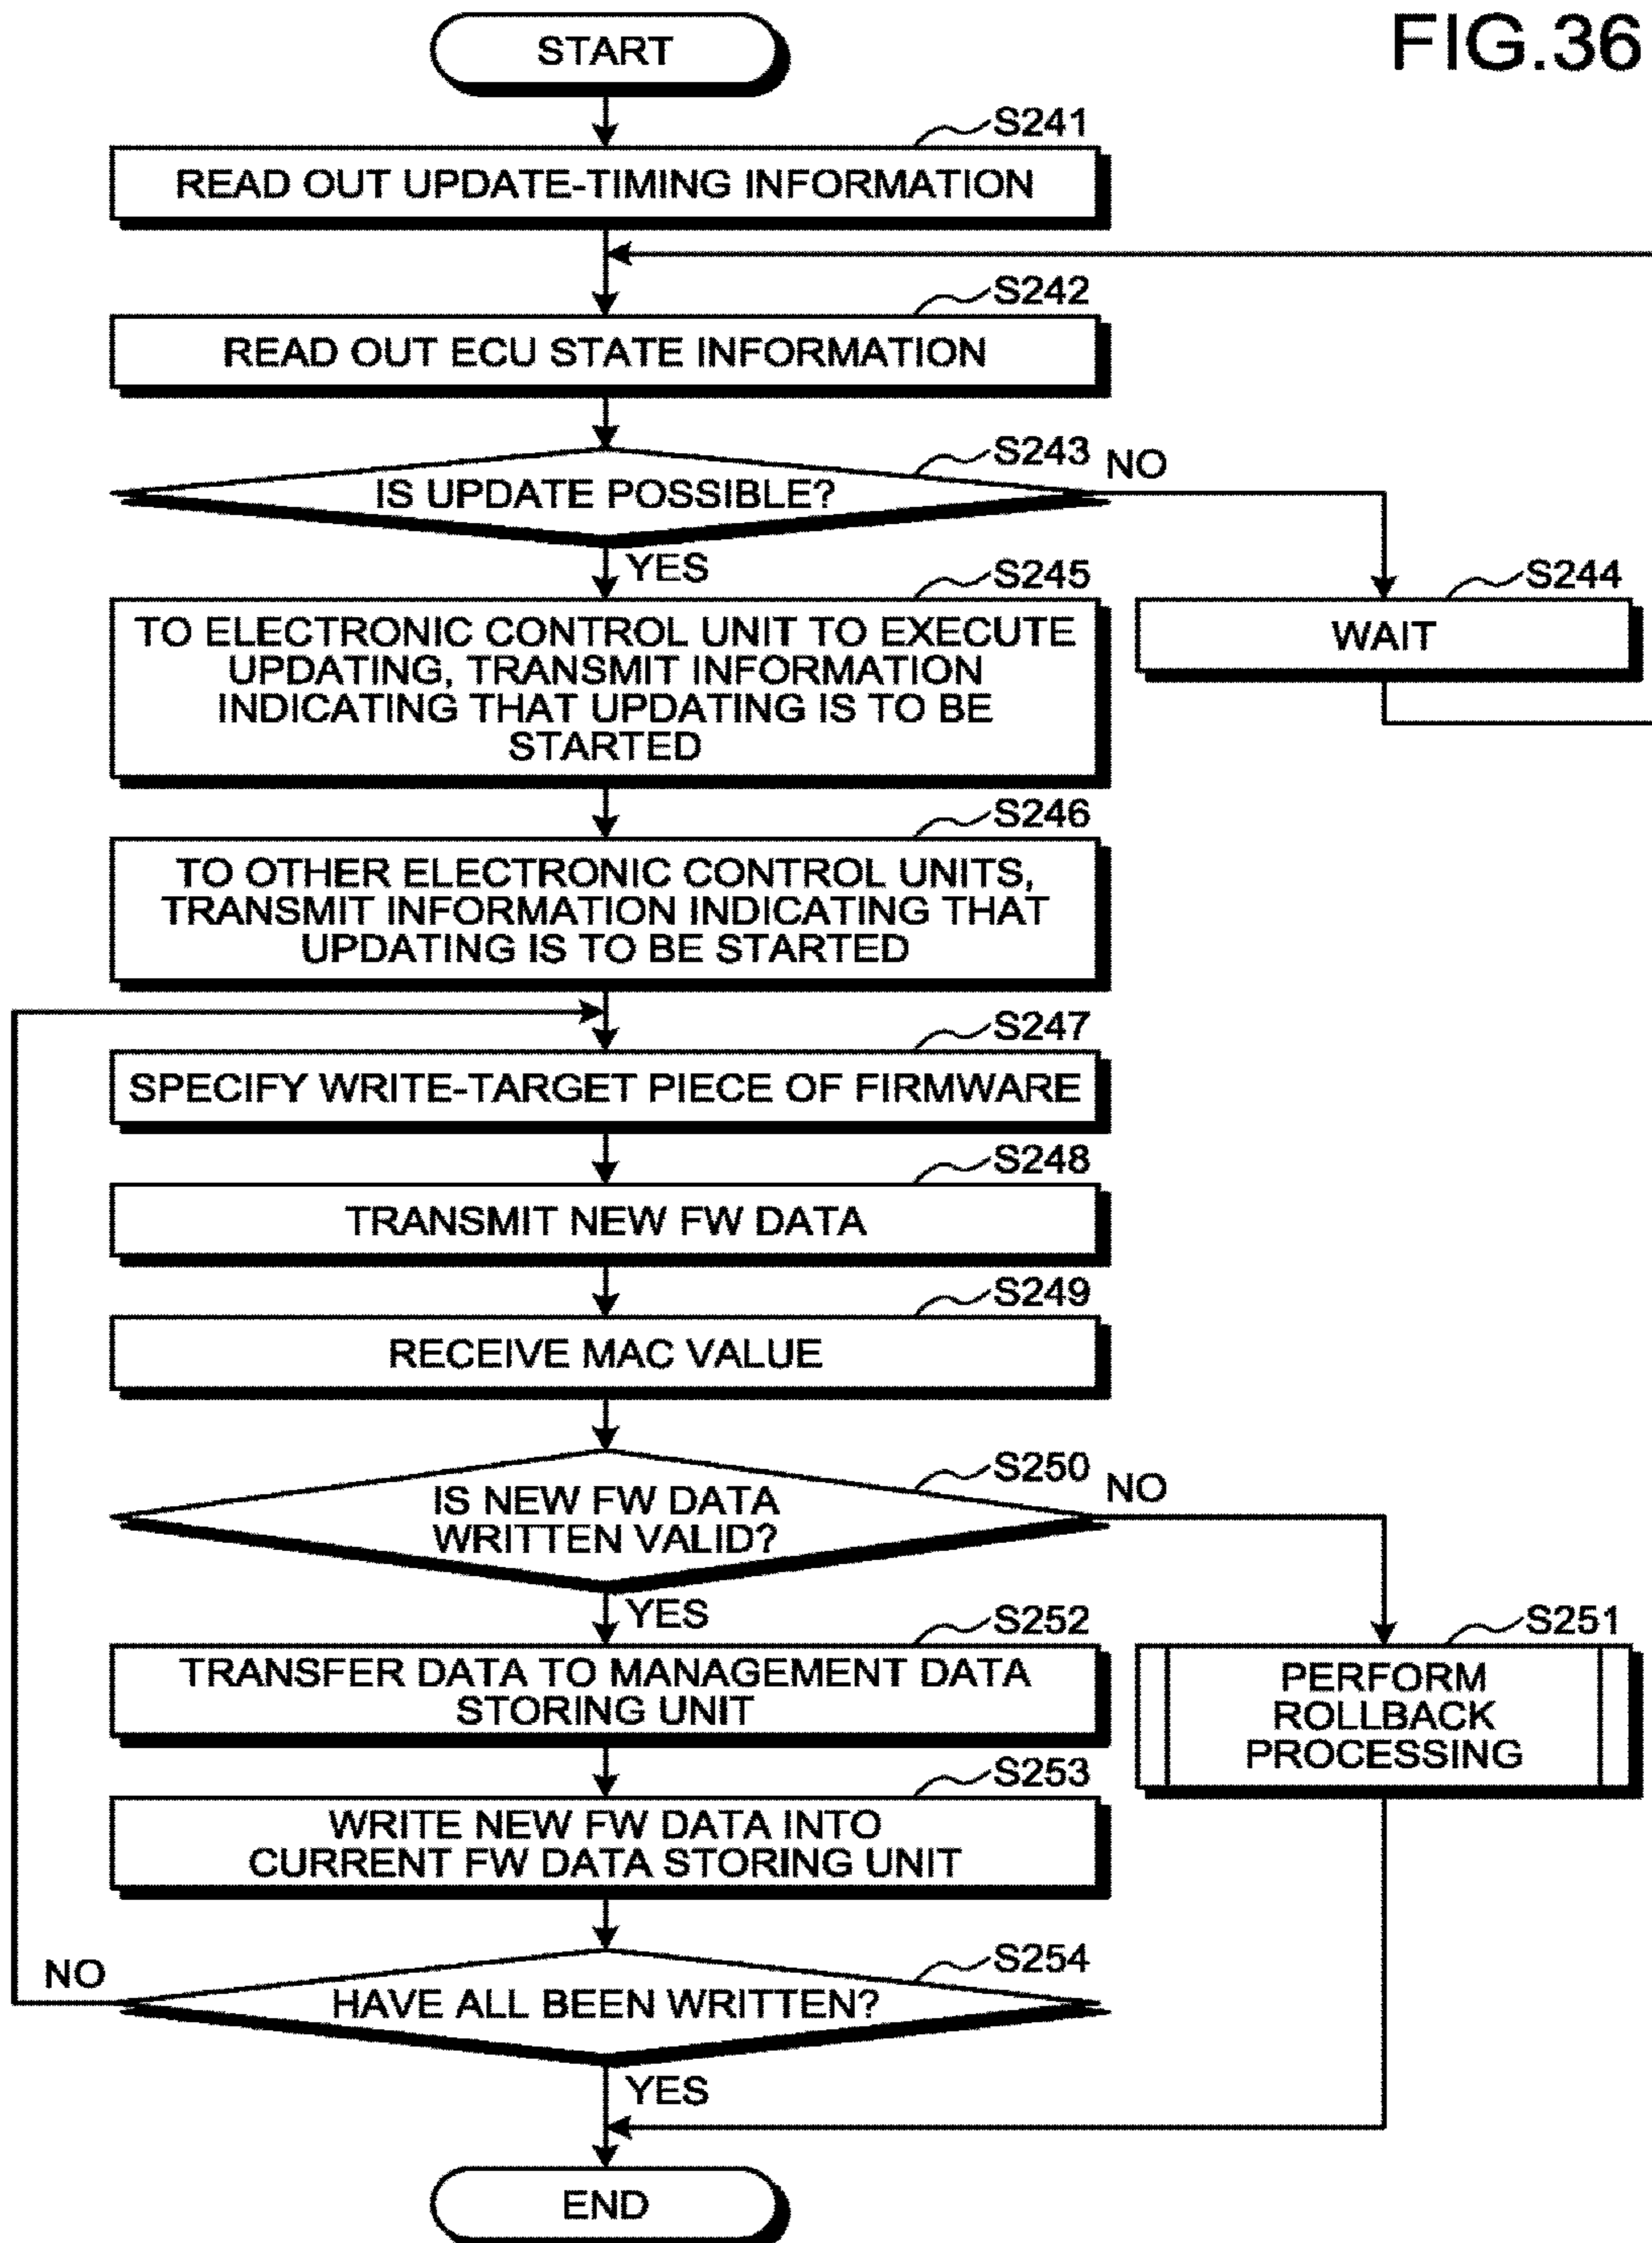 FIG.36
START
S241
READ OUT UPDATE-TIMING INFORMATION
S242
READ OUT ECU STATE INFORMATION
S243
IS UPDATE POSSIBLE?
NO
YES
S244
WAIT
S245
TO ELECTRONIC CONTROL UNIT TO EXECUTE
UPDATING, TRANSMIT INFORMATION
INDICATING THAT UPDATING IS TO BE
STARTED
S246
TO OTHER ELECTRONIC CONTROL UNITS,
TRANSMIT INFORMATION INDICATING THAT
UPDATING IS TO BE STARTED
S247
SPECIFY WRITE-TARGET PIECE OF FIRMWARE
S248
TRANSMIT NEW FW DATA
S249
RECEIVE MAC VALUE
S250
IS NEW FW DATA
WRITTEN VALID?
NO
YES
S251
PERFORM
ROLLBACK
PROCESSING
S252
TRANSFER DATA TO MANAGEMENT DATA
STORING UNIT
S253
WRITE NEW FW DATA INTO
CURRENT FW DATA STORING UNIT
S254
HAVE ALL BEEN WRITTEN?
NO
YES
END